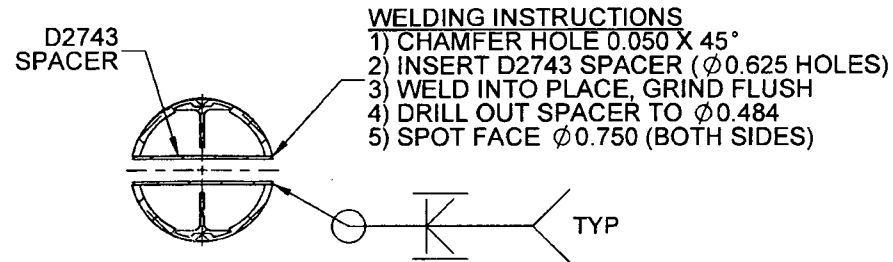 D2743
SPACER
WELDING INSTRUCTIONS
1) CHAMFER HOLE 0.050 X 45°
2) INSERT D2743 SPACER (∅0.625 HOLES)
3) WELD INTO PLACE, GRIND FLUSH
4) DRILL OUT SPACER TO ∅0.484
5) SPOT FACE ∅0.750 (BOTH SIDES)
TYP